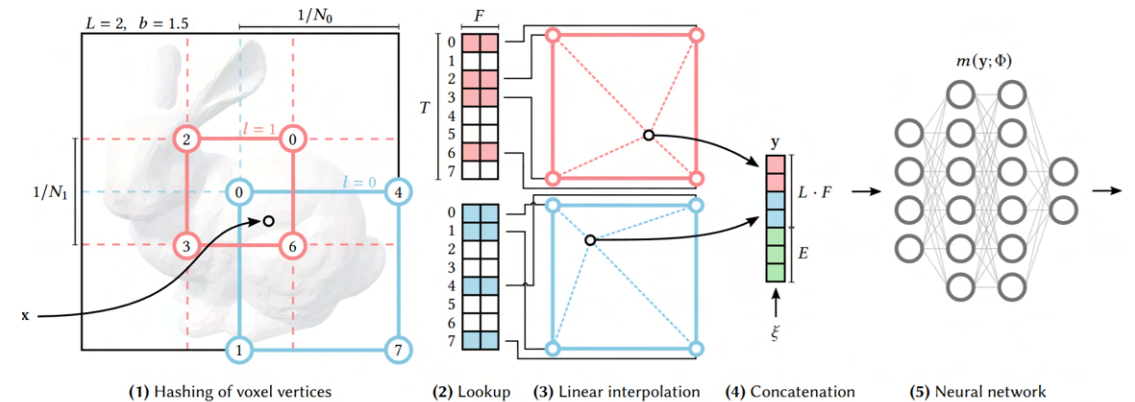 L = 2, b = 1.5
1/N₀
l = 1
2
0
1/N₁
l = 0
0
4
3
6
x
1
7
F
T
0
1
2
3
4
5
6
7
0
1
2
3
4
5
6
7
y
L · F
E
ξ
m(y; Φ)
(1) Hashing of voxel vertices
(2) Lookup
(3) Linear interpolation
(4) Concatenation
(5) Neural network